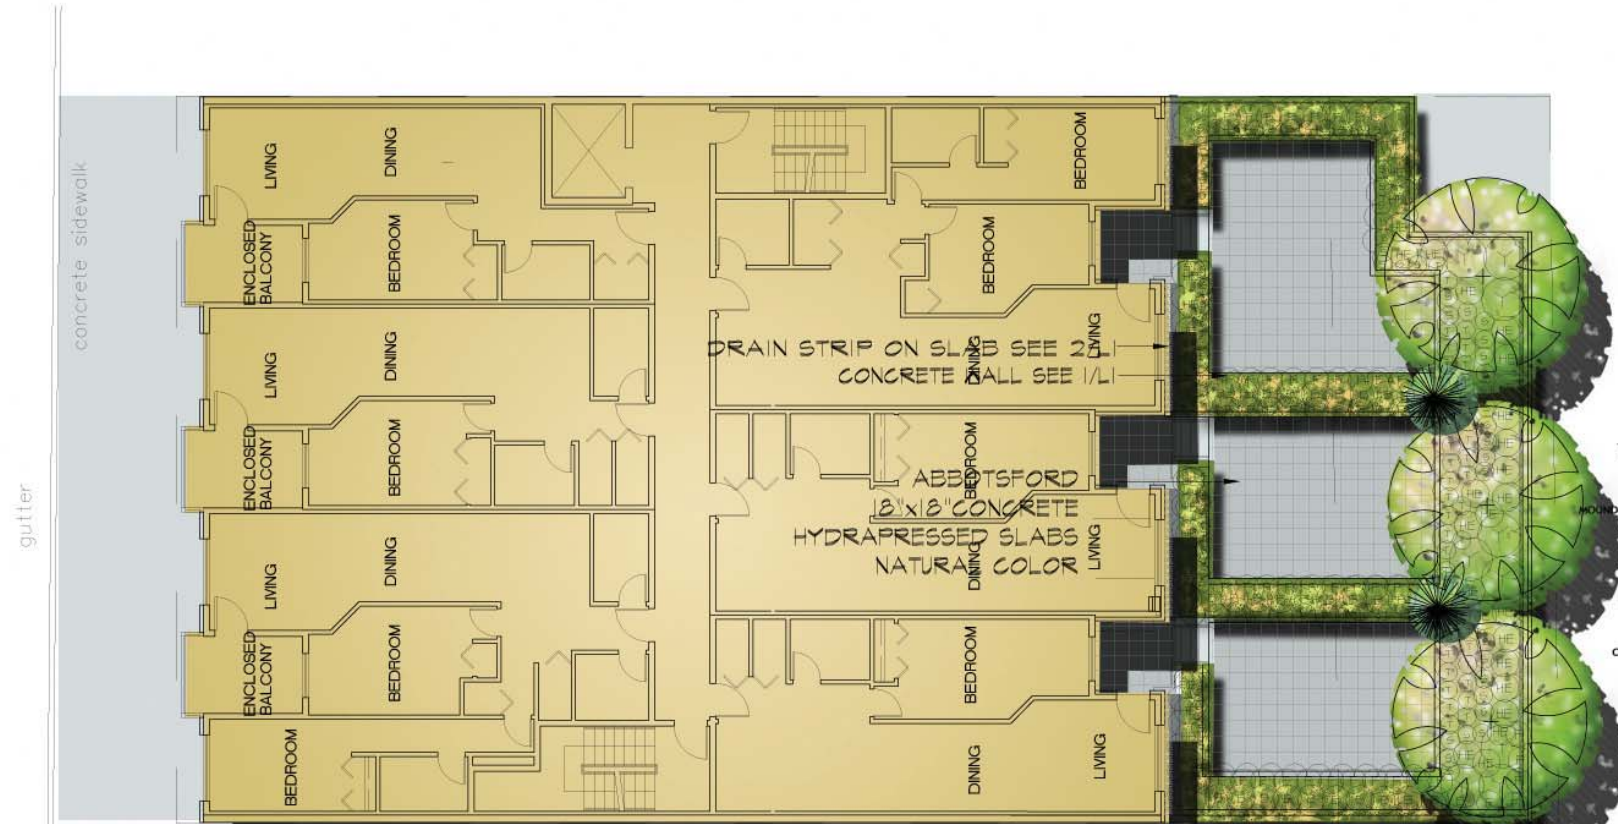 concrete sidewalk
gutter
LIVING
DINING
BEDROOM
ENCLOSED
BALCONY
LIVING
DINING
BEDROOM
ENCLOSED
BALCONY
LIVING
DINING
BEDROOM
ENCLOSED
BALCONY
BEDROOM
BEDROOM
BEDROOM
LIVING
DINING
DRAIN STRIP ON SLAB SEE 2/L1
CONCRETE WALL SEE 1/L1
BEDROOM
ABBOTSFORD
18"x18" CONCRETE
HYDRAPRESSED SLABS
NATURAL COLOR
LIVING
DINING
BEDROOM
DINING
LIVING
MOUND